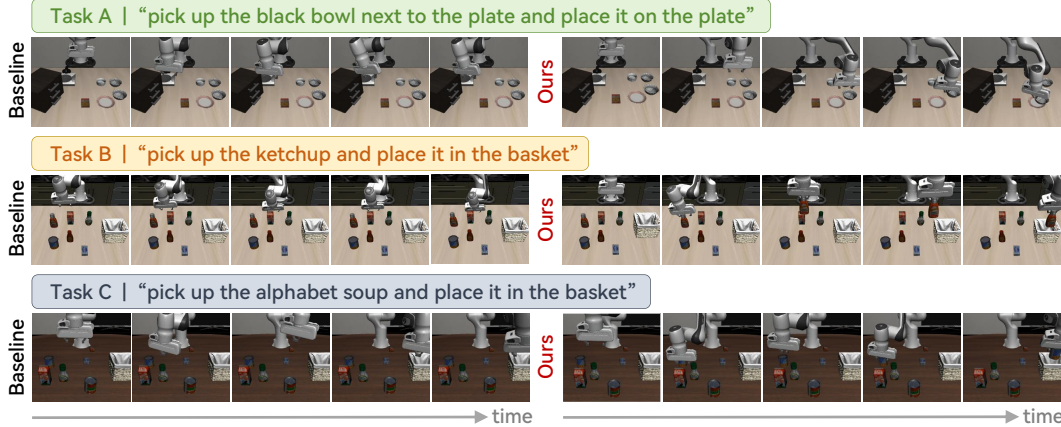 Task A | “pick up the black bowl next to the plate and place it on the plate”
Baseline
Ours
Task B | “pick up the ketchup and place it in the basket”
Baseline
Ours
Task C | “pick up the alphabet soup and place it in the basket”
Baseline
Ours
time
time